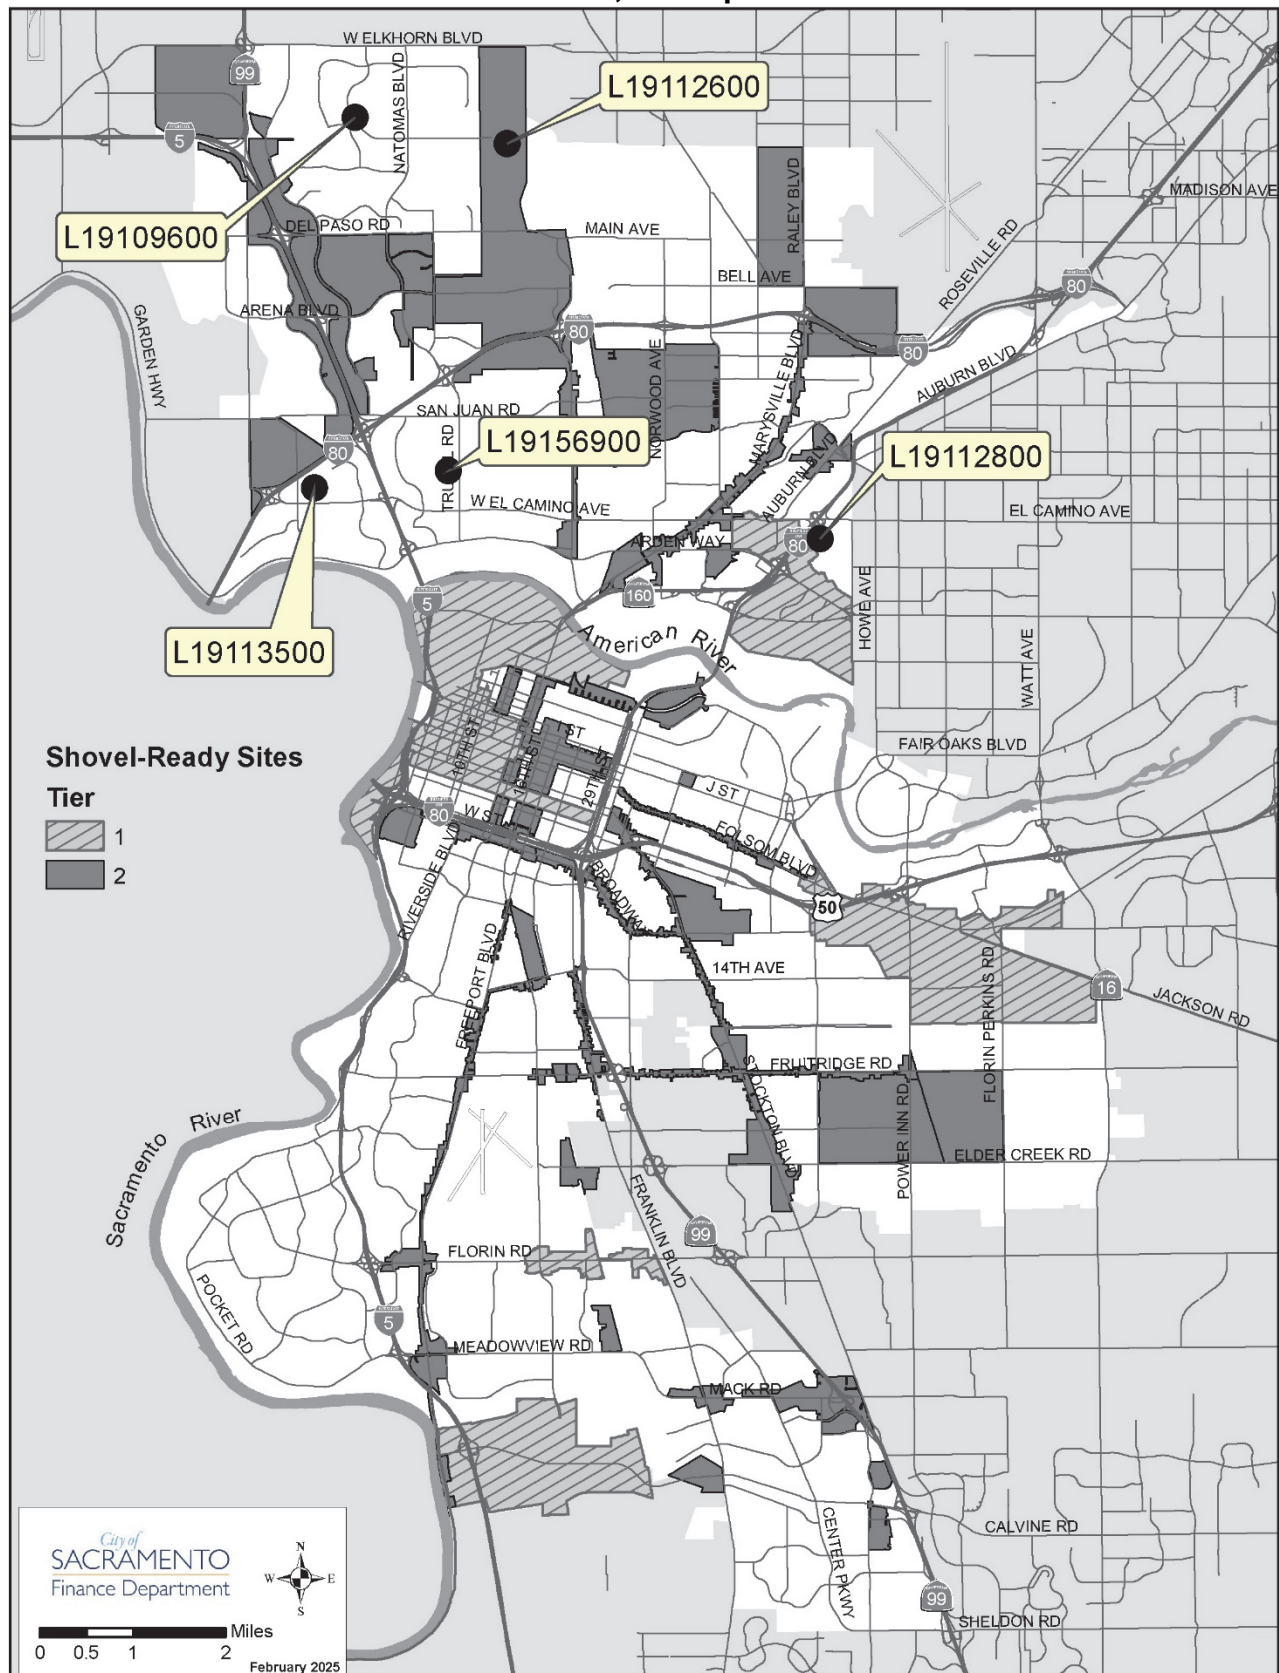 W ELKHORN BLVD
99
NATOMAS BLVD
L19112600
5
RALEY BLVD
MADISON AVE
L19109600
DEL PASO RD
MAIN AVE
ROSEVILLE RD
BELL AVE
80
GARDEN HWY
ARENA BLVD
80
80
NORWOOD AVE
MARYSVILLE BLVD
AUBURN BLVD
SAN JUAN RD
L19156900
80
AUBURN BLVD
L19112800
W EL CAMINO AVE
EL CAMINO AVE
ARDEN WAY
80
160
HOWE AVE
5
L19113500
American River
WATT AVE
Shovel-Ready Sites
Tier
1
2
I ST
10TH ST
16TH ST
29TH ST
FAIR OAKS BLVD
J ST
80
W ST
FOLSOM BLVD
RIVERSIDE BLVD
50
FREEPORT BLVD
14TH AVE
FLORIN PERKINS RD
16
JACKSON RD
FRUITRIDGE RD
STOCKTON BLVD
POWER INN RD
ELDER CREEK RD
Sacramento River
FRANKLIN BLVD
99
FLORIN RD
POCKET RD
5
MEADOWVIEW RD
MACK RD
CENTER PKWY
CALVINE RD
99
SHELDON RD
City of
SACRAMENTO
Finance Department
N
W E
S
Miles
0 0.5 1 2
February 2025